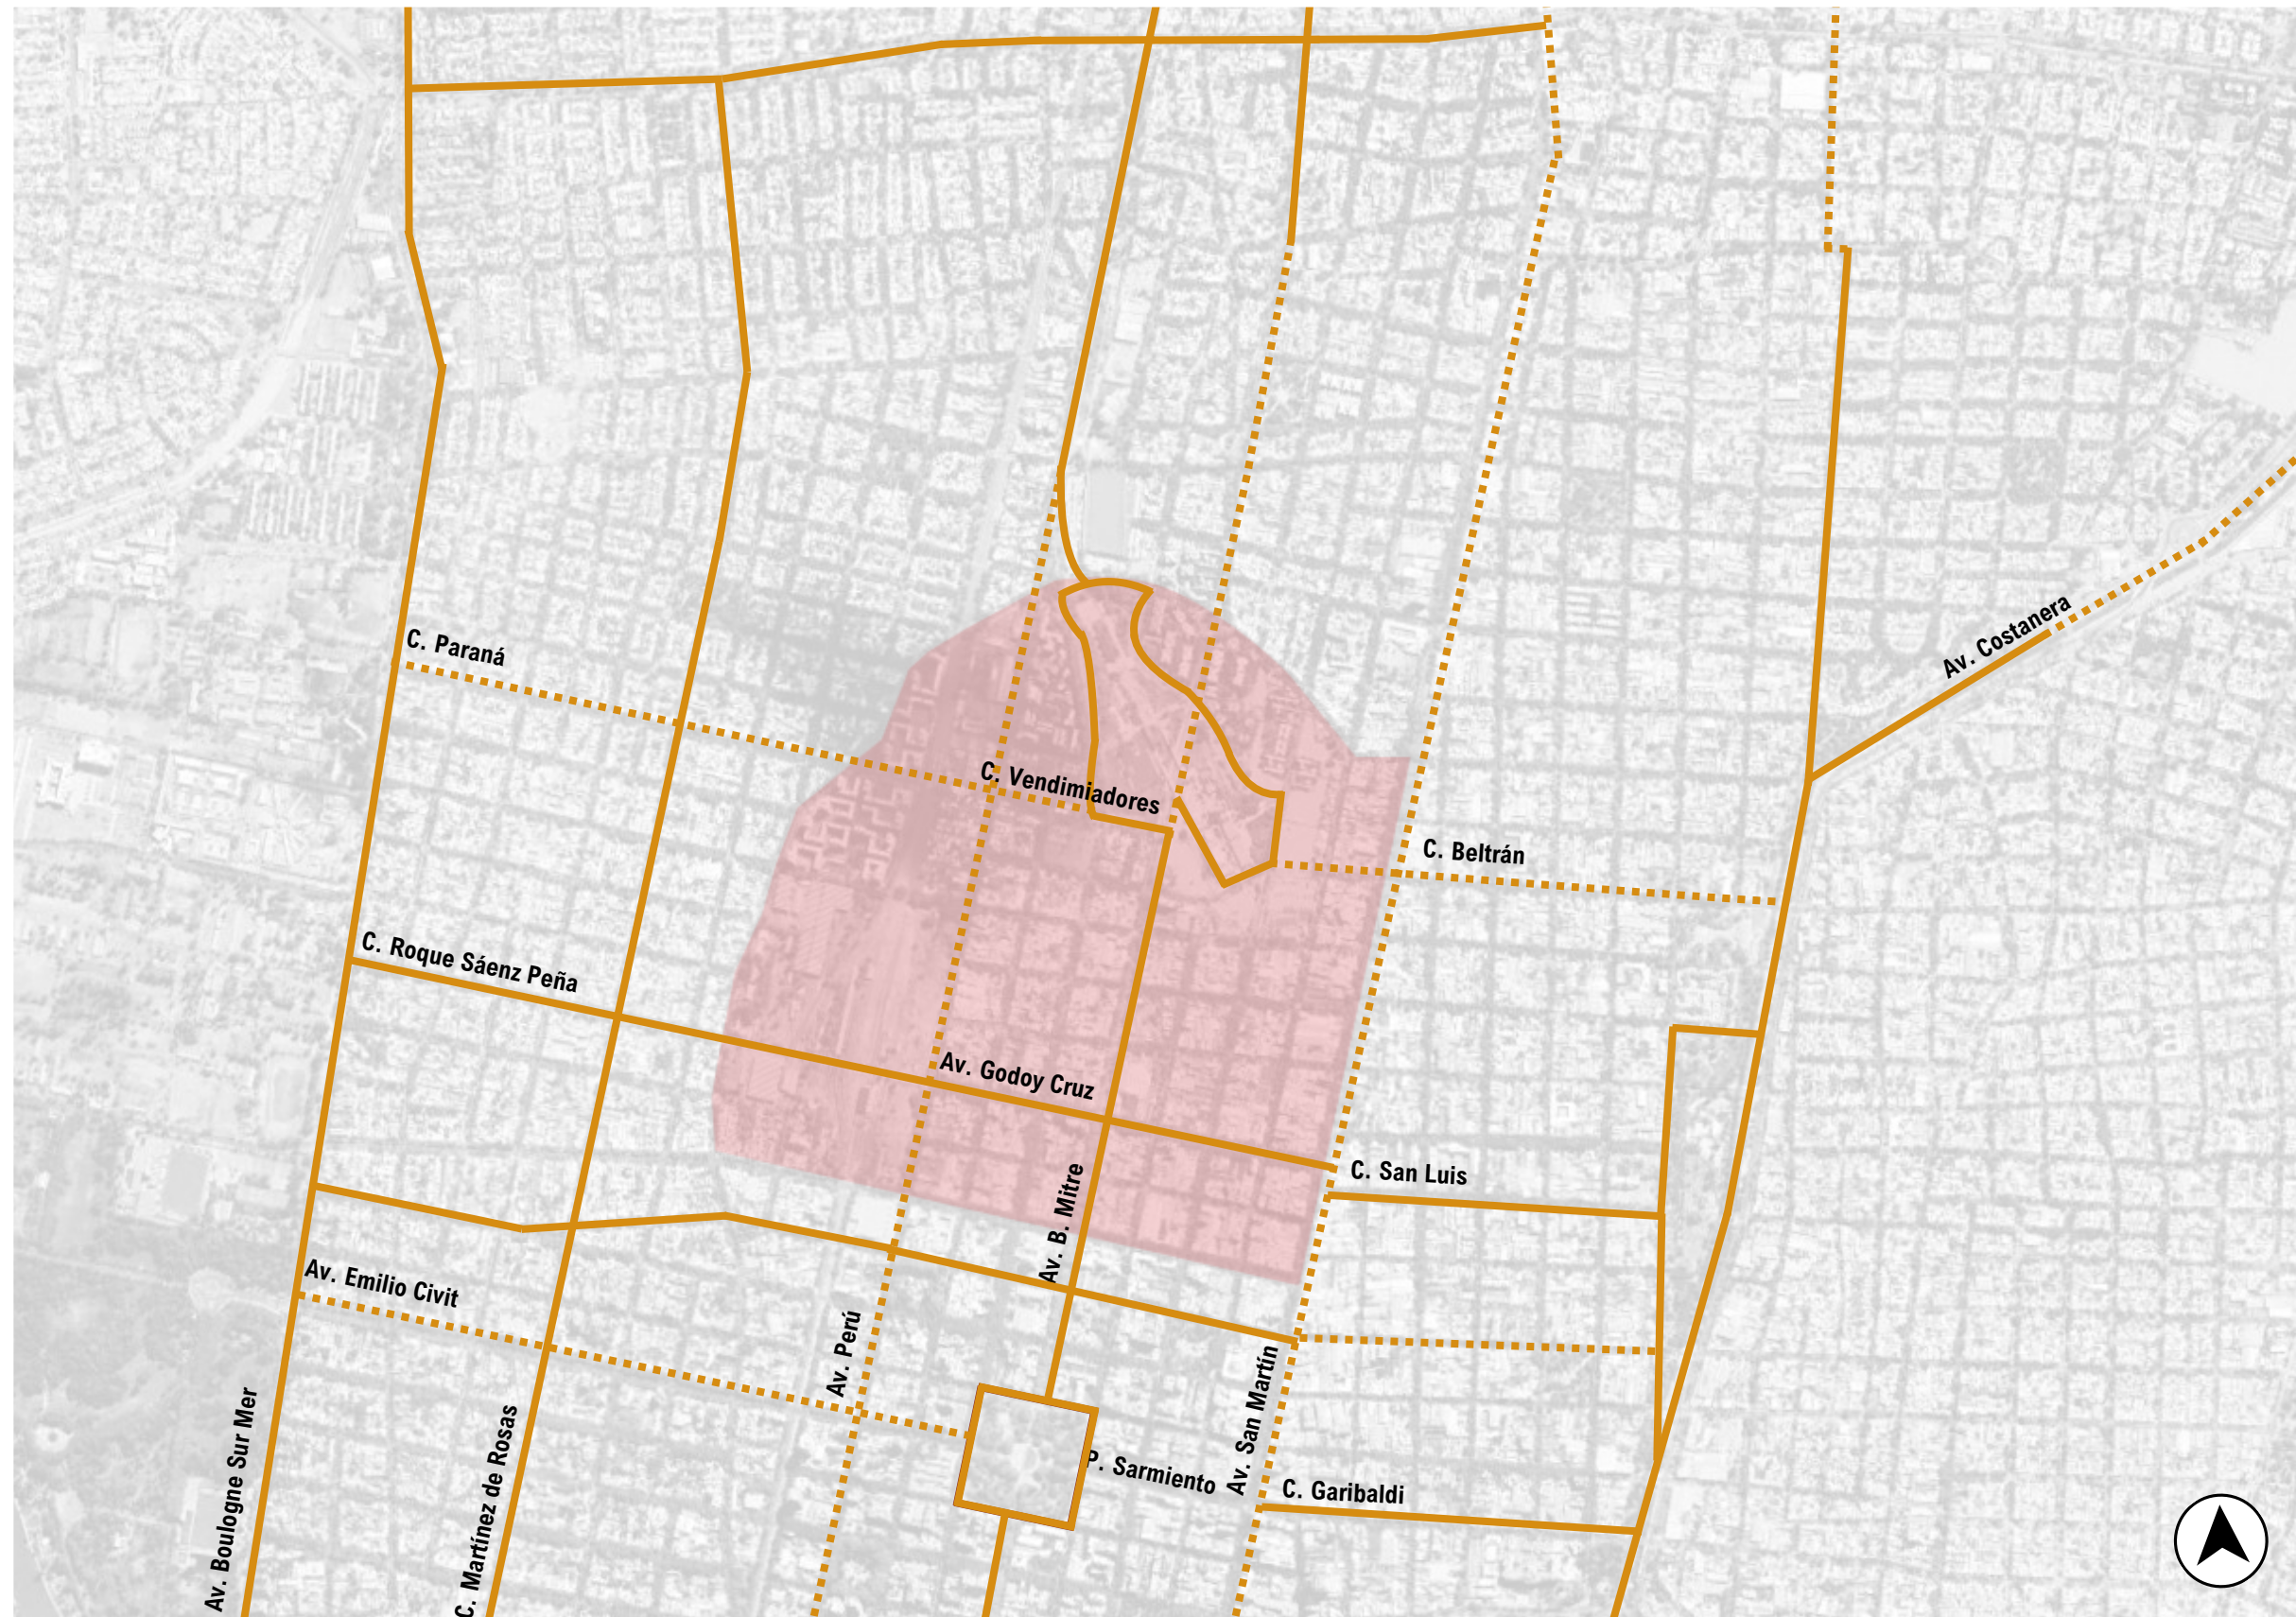 Av. Costanera
C. Paraná
C. Vendimiadores
C. Beltrán
C. Roque Sáenz Peña
Av. Godoy Cruz
C. San Luis
Av. B. Mitre
Av. Emilio Civit
Av. Perú
Av. San Martín
Av. Boulogne Sur Mer
C. Martínez de Rosas
P. Sarmiento
C. Garibaldi